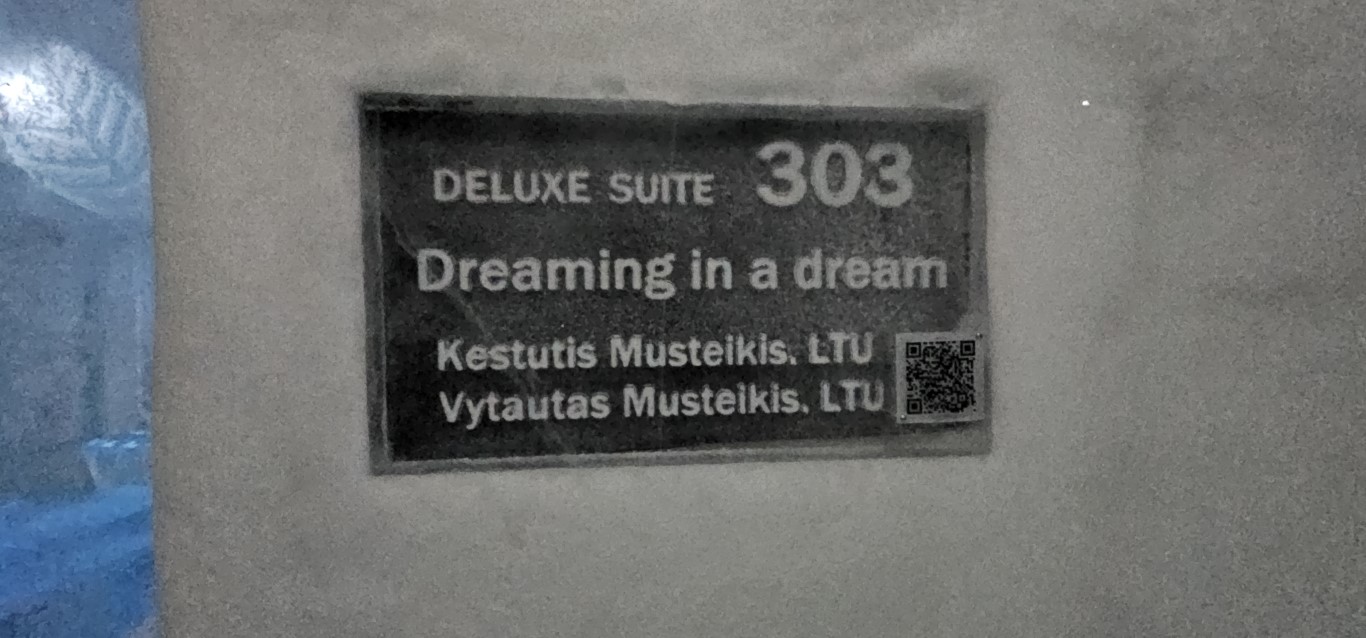 DELUXE SUITE 303
Dreaming in a dream
Kestutis Musteikis, LTU
Vytautas Musteikis, LTU